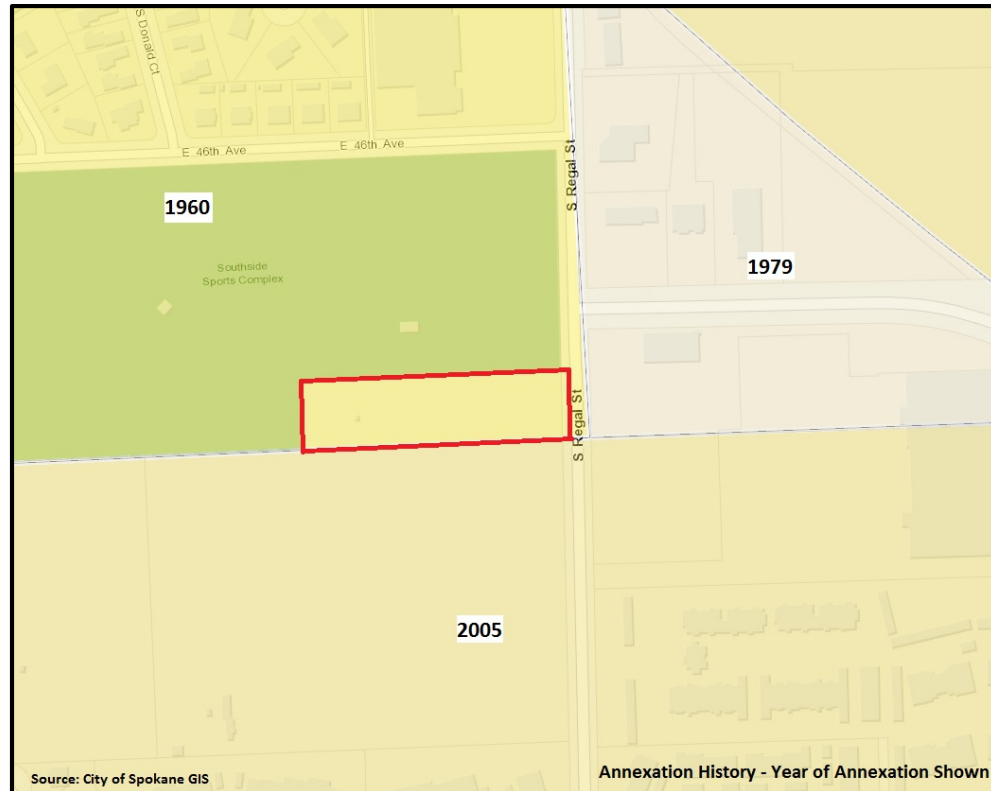 S Donald Ct
E 46th Ave
E 46th Ave
S Regal St
1960
Southside
Sports Complex
1979
S Regal St
2005
Source: City of Spokane GIS
Annexation History - Year of Annexation Shown